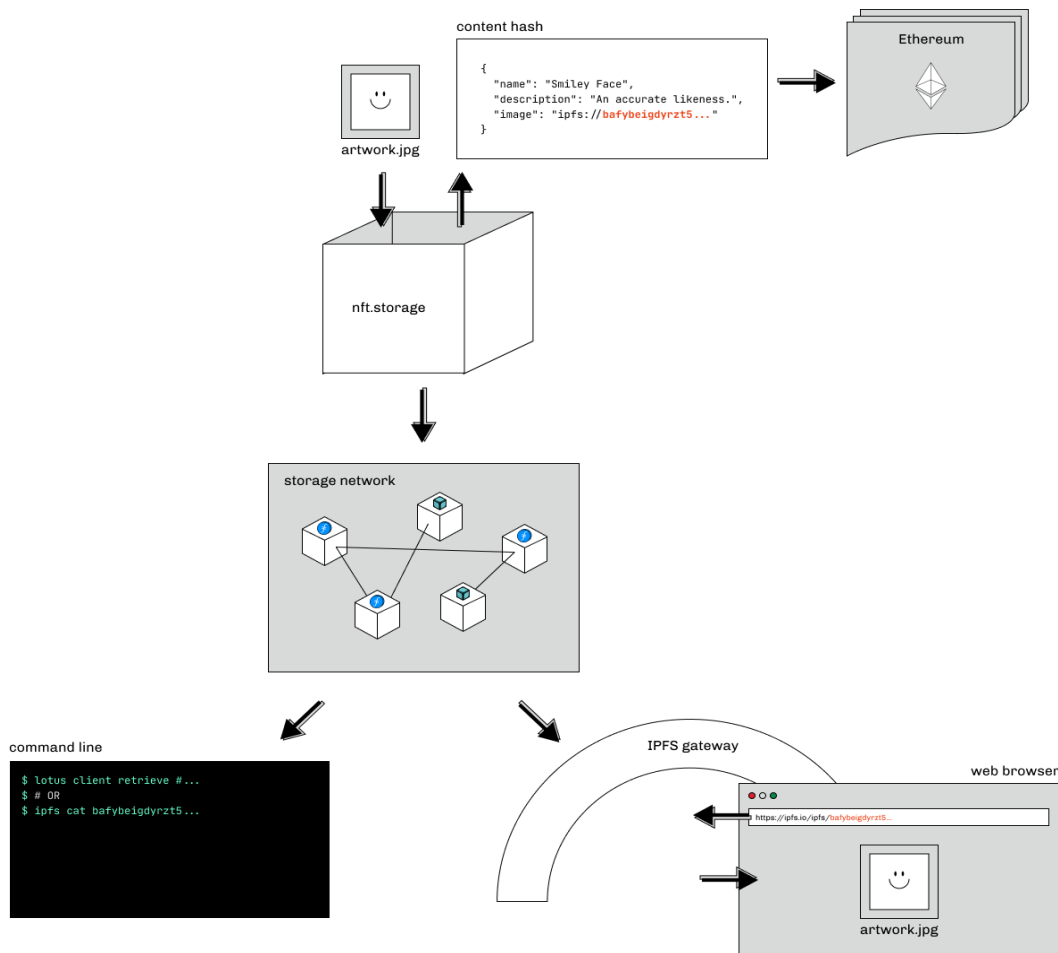 content hash
Ethereum
{
"name": "Smiley Face",
"description": "An accurate likeness.",
"image": "ipfs://bafybeigdyrzt5..."
}
artwork.jpg
nft.storage
storage network
command line
$ lotus client retrieve #...
$ # OR
$ ipfs cat bafybeigdyrzt5...
IPFS gateway
web browser
https://ipfs.io/ipfs/bafybeigdyrzt5...
artwork.jpg